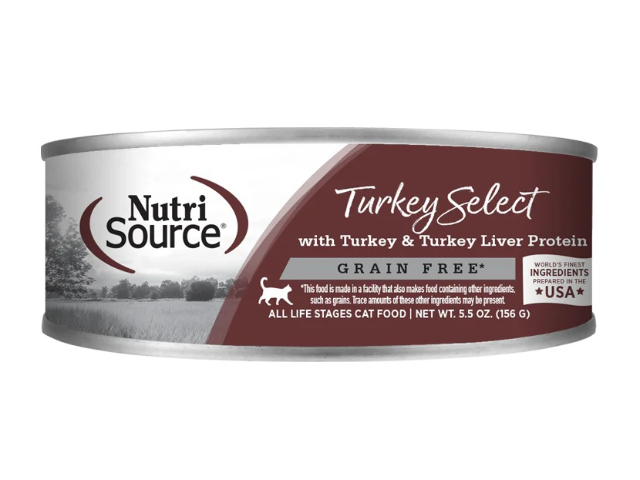 Nutri
Source®
Turkey Select
with Turkey & Turkey Liver Protein
GRAIN FREE*
*This food is made in a facility that also makes food containing other ingredients,
such as grains. Trace amounts of these other ingredients may be present.
ALL LIFE STAGES CAT FOOD | NET WT. 5.5 OZ. (156 G)
WORLD'S FINEST
INGREDIENTS
PREPARED IN THE
★USA★